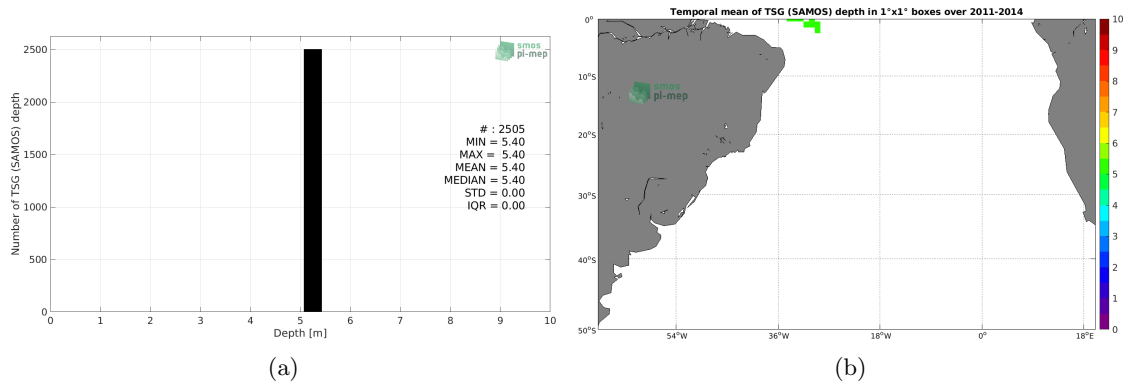 smos
pi-mep
Number of TSG (SAMOS) depth
2500
2000
1500
1000
500
0
# : 2505
MIN = 5.40
MAX = 5.40
MEAN = 5.40
MEDIAN = 5.40
STD = 0.00
IQR = 0.00
0 1 2 3 4 5 6 7 8 9 10
Depth [m]
(a)
Temporal mean of TSG (SAMOS) depth in 1°x1° boxes over 2011-2014
smos
pi-mep
0°
10°S
20°S
30°S
40°S
50°S
54°W 36°W 18°W 0° 18°E
10
9
8
7
6
5
4
3
2
1
0
(b)